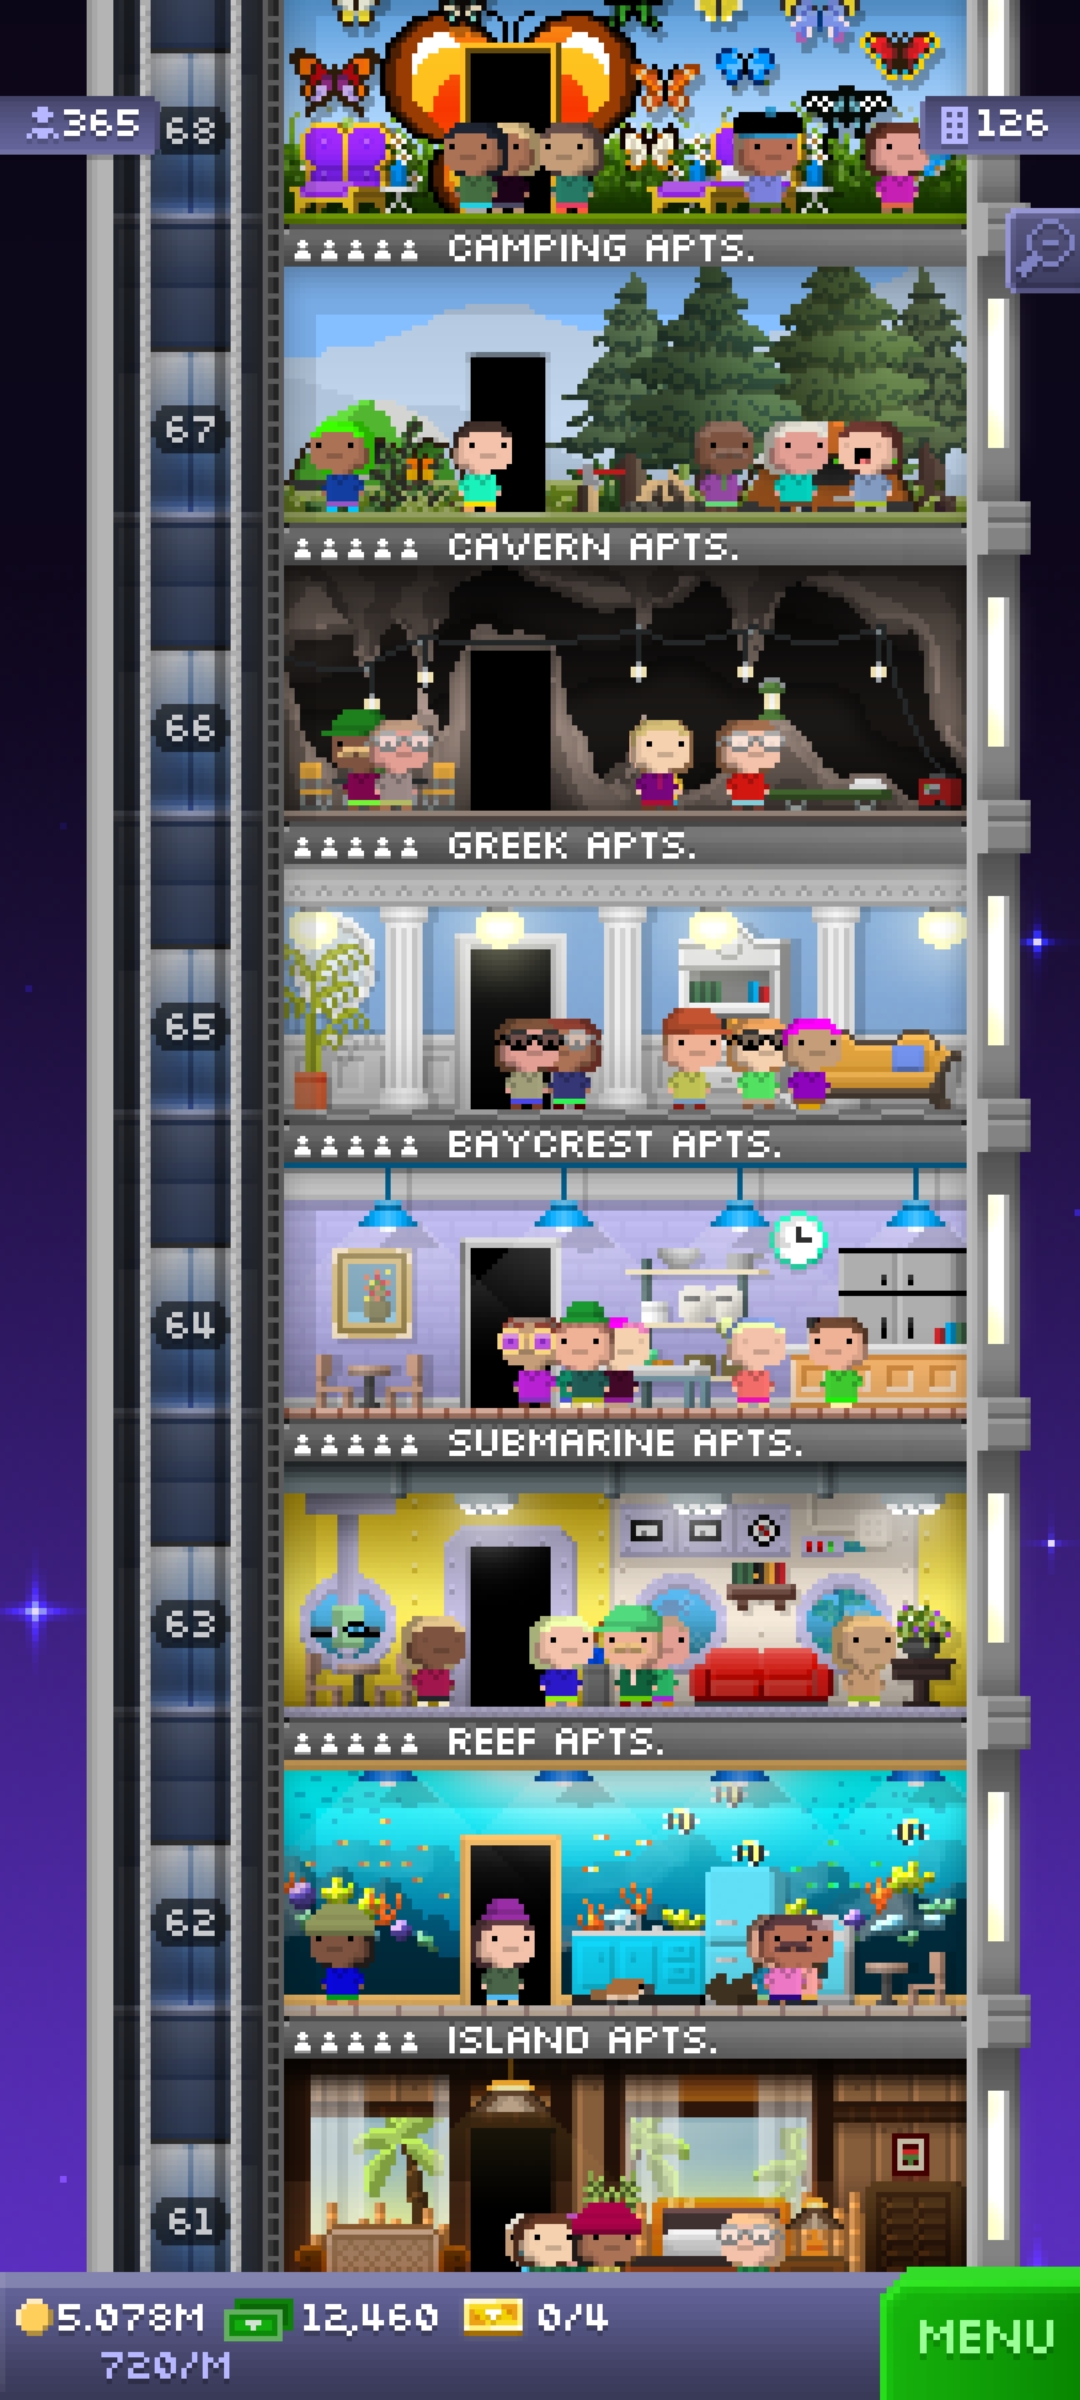 365
68
126
CAMPING APTS.
67
CAVERN APTS.
66
GREEK APTS.
65
BAYCREST APTS.
64
SUBMARINE APTS.
63
REEF APTS.
62
ISLAND APTS.
61
5.078M 12,460 0/4
720/M
MENU